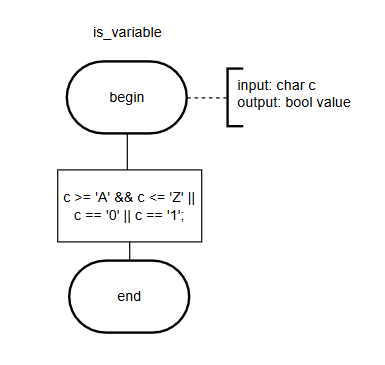 is_variable
begin
input: char c
output: bool value
c >= 'A' && c <= 'Z' ||
c == '0' || c == '1';
end